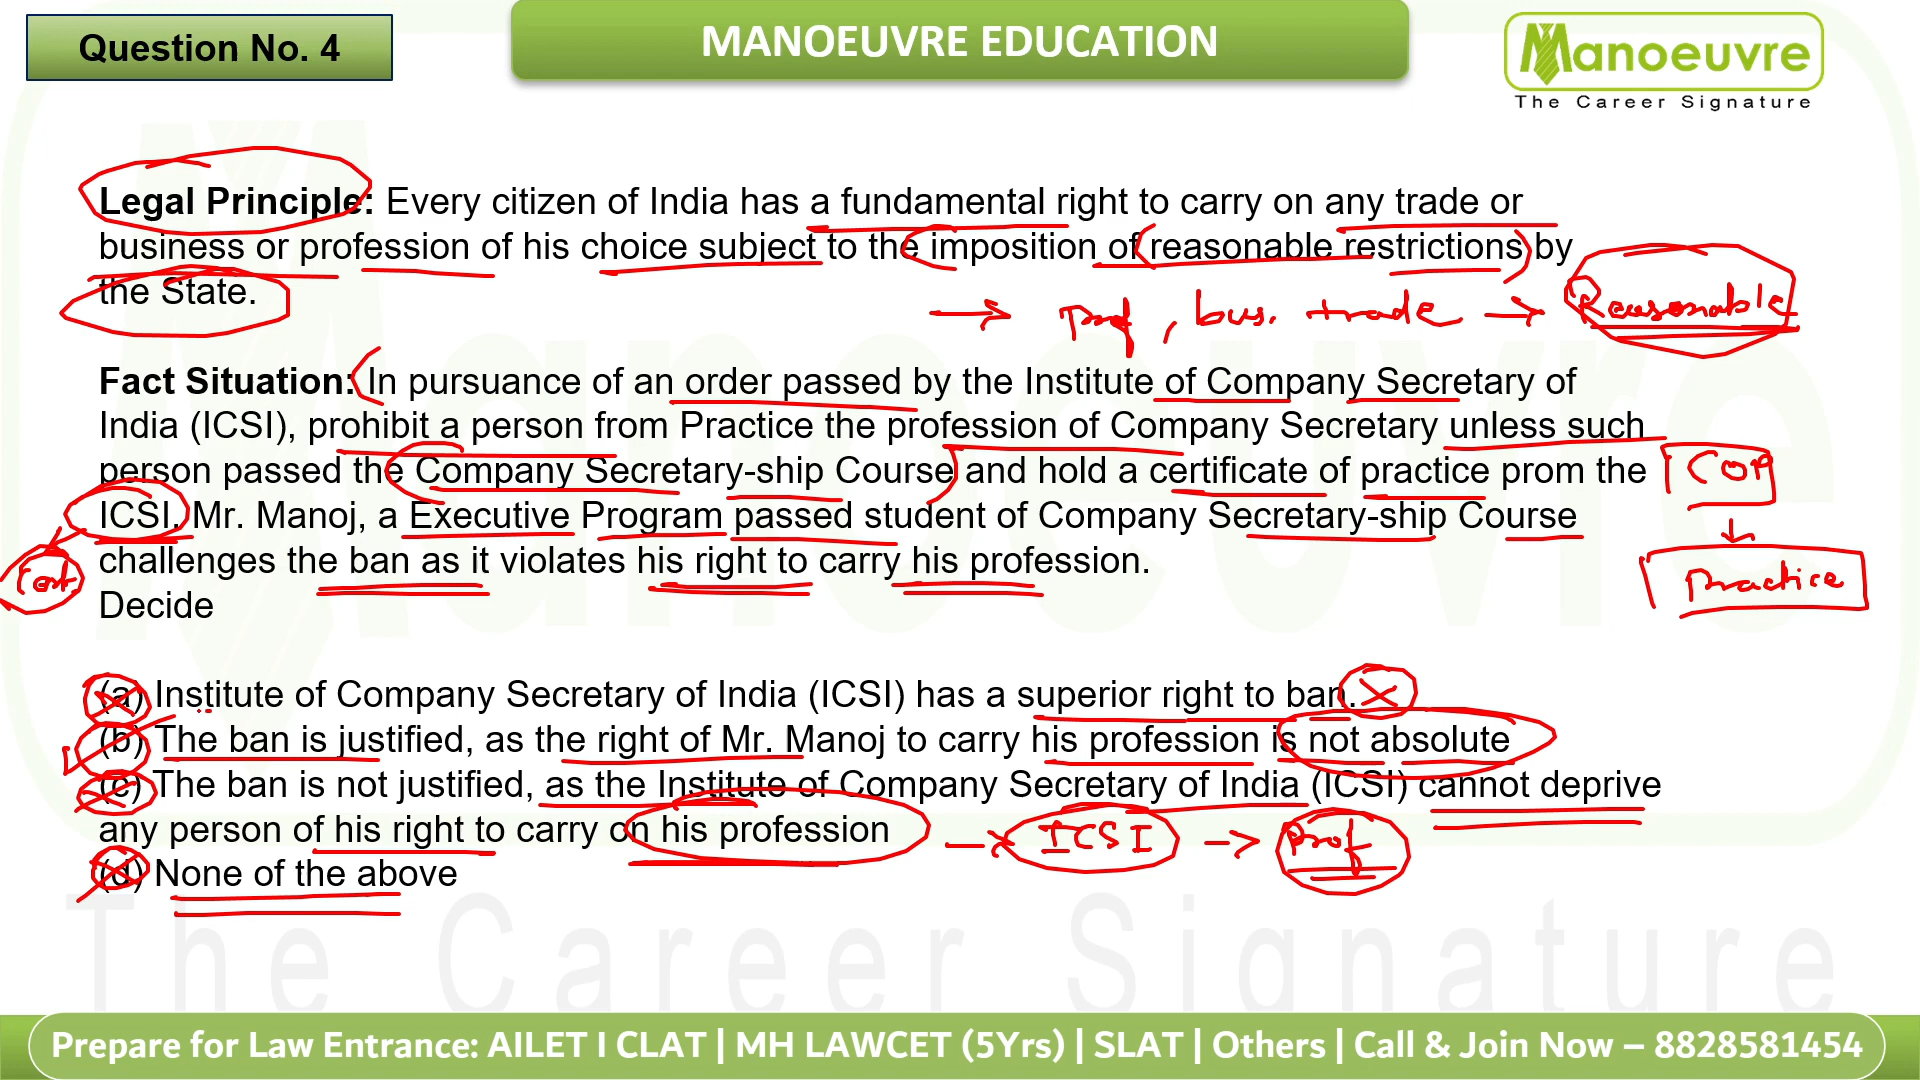 Question No. 4
MANOEUVRE EDUCATION
Manoeuvre
The Career Signature
Legal Principle: Every citizen of India has a fundamental right to carry on any trade or
business or profession of his choice subject to the imposition of reasonable restrictions by
the State.
→ Prof, bus. trade → Reasonable
Fact Situation: In pursuance of an order passed by the Institute of Company Secretary of
India (ICSI), prohibit a person from Practice the profession of Company Secretary unless such
person passed the Company Secretary-ship Course and hold a certificate of practice prom the
COP
ICSI. Mr. Manoj, a Executive Program passed student of Company Secretary-ship Course
challenges the ban as it violates his right to carry his profession.
Practice
Decide
(a) Institute of Company Secretary of India (ICSI) has a superior right to ban.
(b) The ban is justified, as the right of Mr. Manoj to carry his profession is not absolute
(c) The ban is not justified, as the Institute of Company Secretary of India (ICSI) cannot deprive
any person of his right to carry on his profession
→ ICSI → Prof
(d) None of the above
The Career Signature
Prepare for Law Entrance: AILET I CLAT | MH LAWCET (5Yrs) | SLAT | Others | Call & Join Now – 8828581454